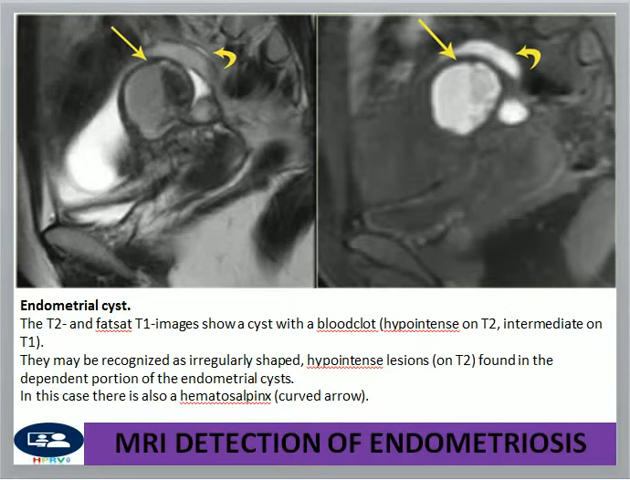 Endometrial cyst.
The T2- and fatsat T1-images show a cyst with a bloodclot (hypointense on T2, intermediate on
T1).
They may be recognized as irregularly shaped, hypointense lesions (on T2) found in the
dependent portion of the endometrial cysts.
In this case there is also a hematosalpinx (curved arrow).
HPRV
MRI DETECTION OF ENDOMETRIOSIS